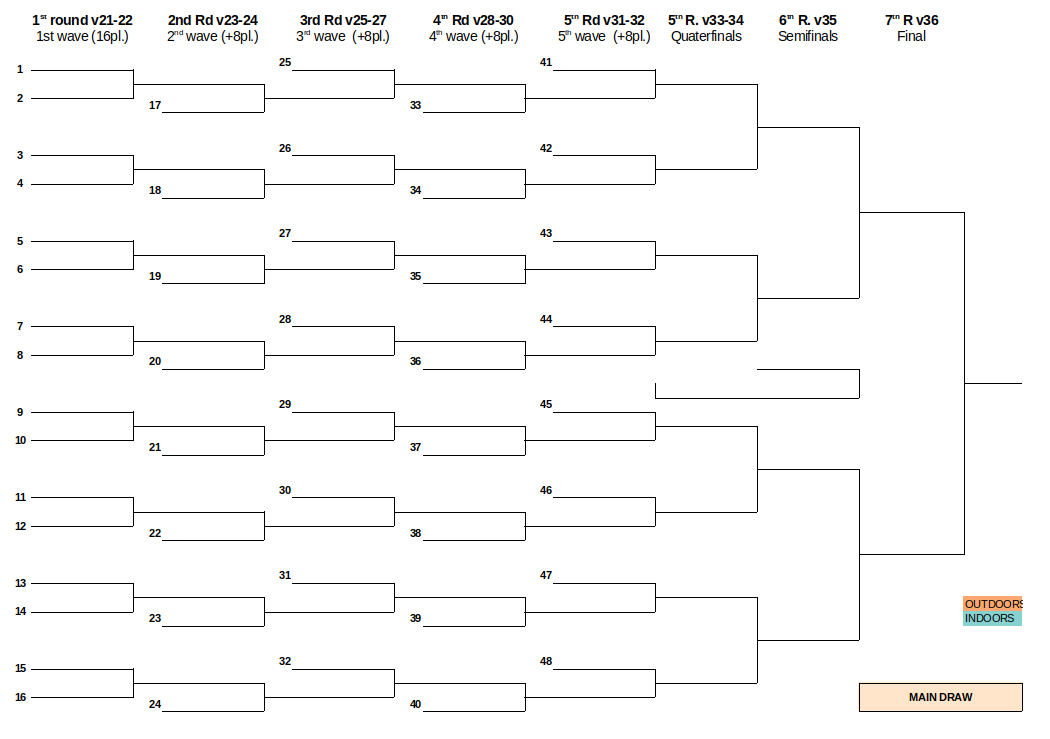 1st round v21-22 2nd Rd v23-24 3rd Rd v25-27 4th Rd v28-30 5th Rd v31-32 5th R. v33-34 6th R. v35 7th R v36
1st wave (16pl.) 2nd wave (+8pl.) 3rd wave (+8pl.) 4th wave (+8pl.) 5th wave (+8pl.) Quaterfinals Semifinals Final
25 41
1
2 17 33
26 42
3
4 18 34
27 43
5
6 19 35
28 44
7
8 20 36
29 45
9
10 21 37
30 46
11
12 22 38
31 47
13
OUTDOORS
14 23 39
INDOORS
32 48
15
16 24 40 MAIN DRAW